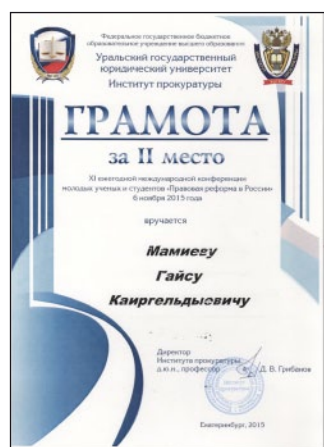 Федеральное государственное бюджетное
образовательное учреждение высшего образования
Уральский государственный
юридический университет
Институт прокуратуры
ГРАМОТА
за II место
XI ежегодной международной конференции
молодых ученых и студентов «Правовая реформа в России»
6 ноября 2015 года
вручается
Мамиеву
Гайсу
Каиргельдыевичу
Директор
Института прокуратуры
д.ю.н., профессор
Д. В. Грибанов
Екатеринбург, 2015